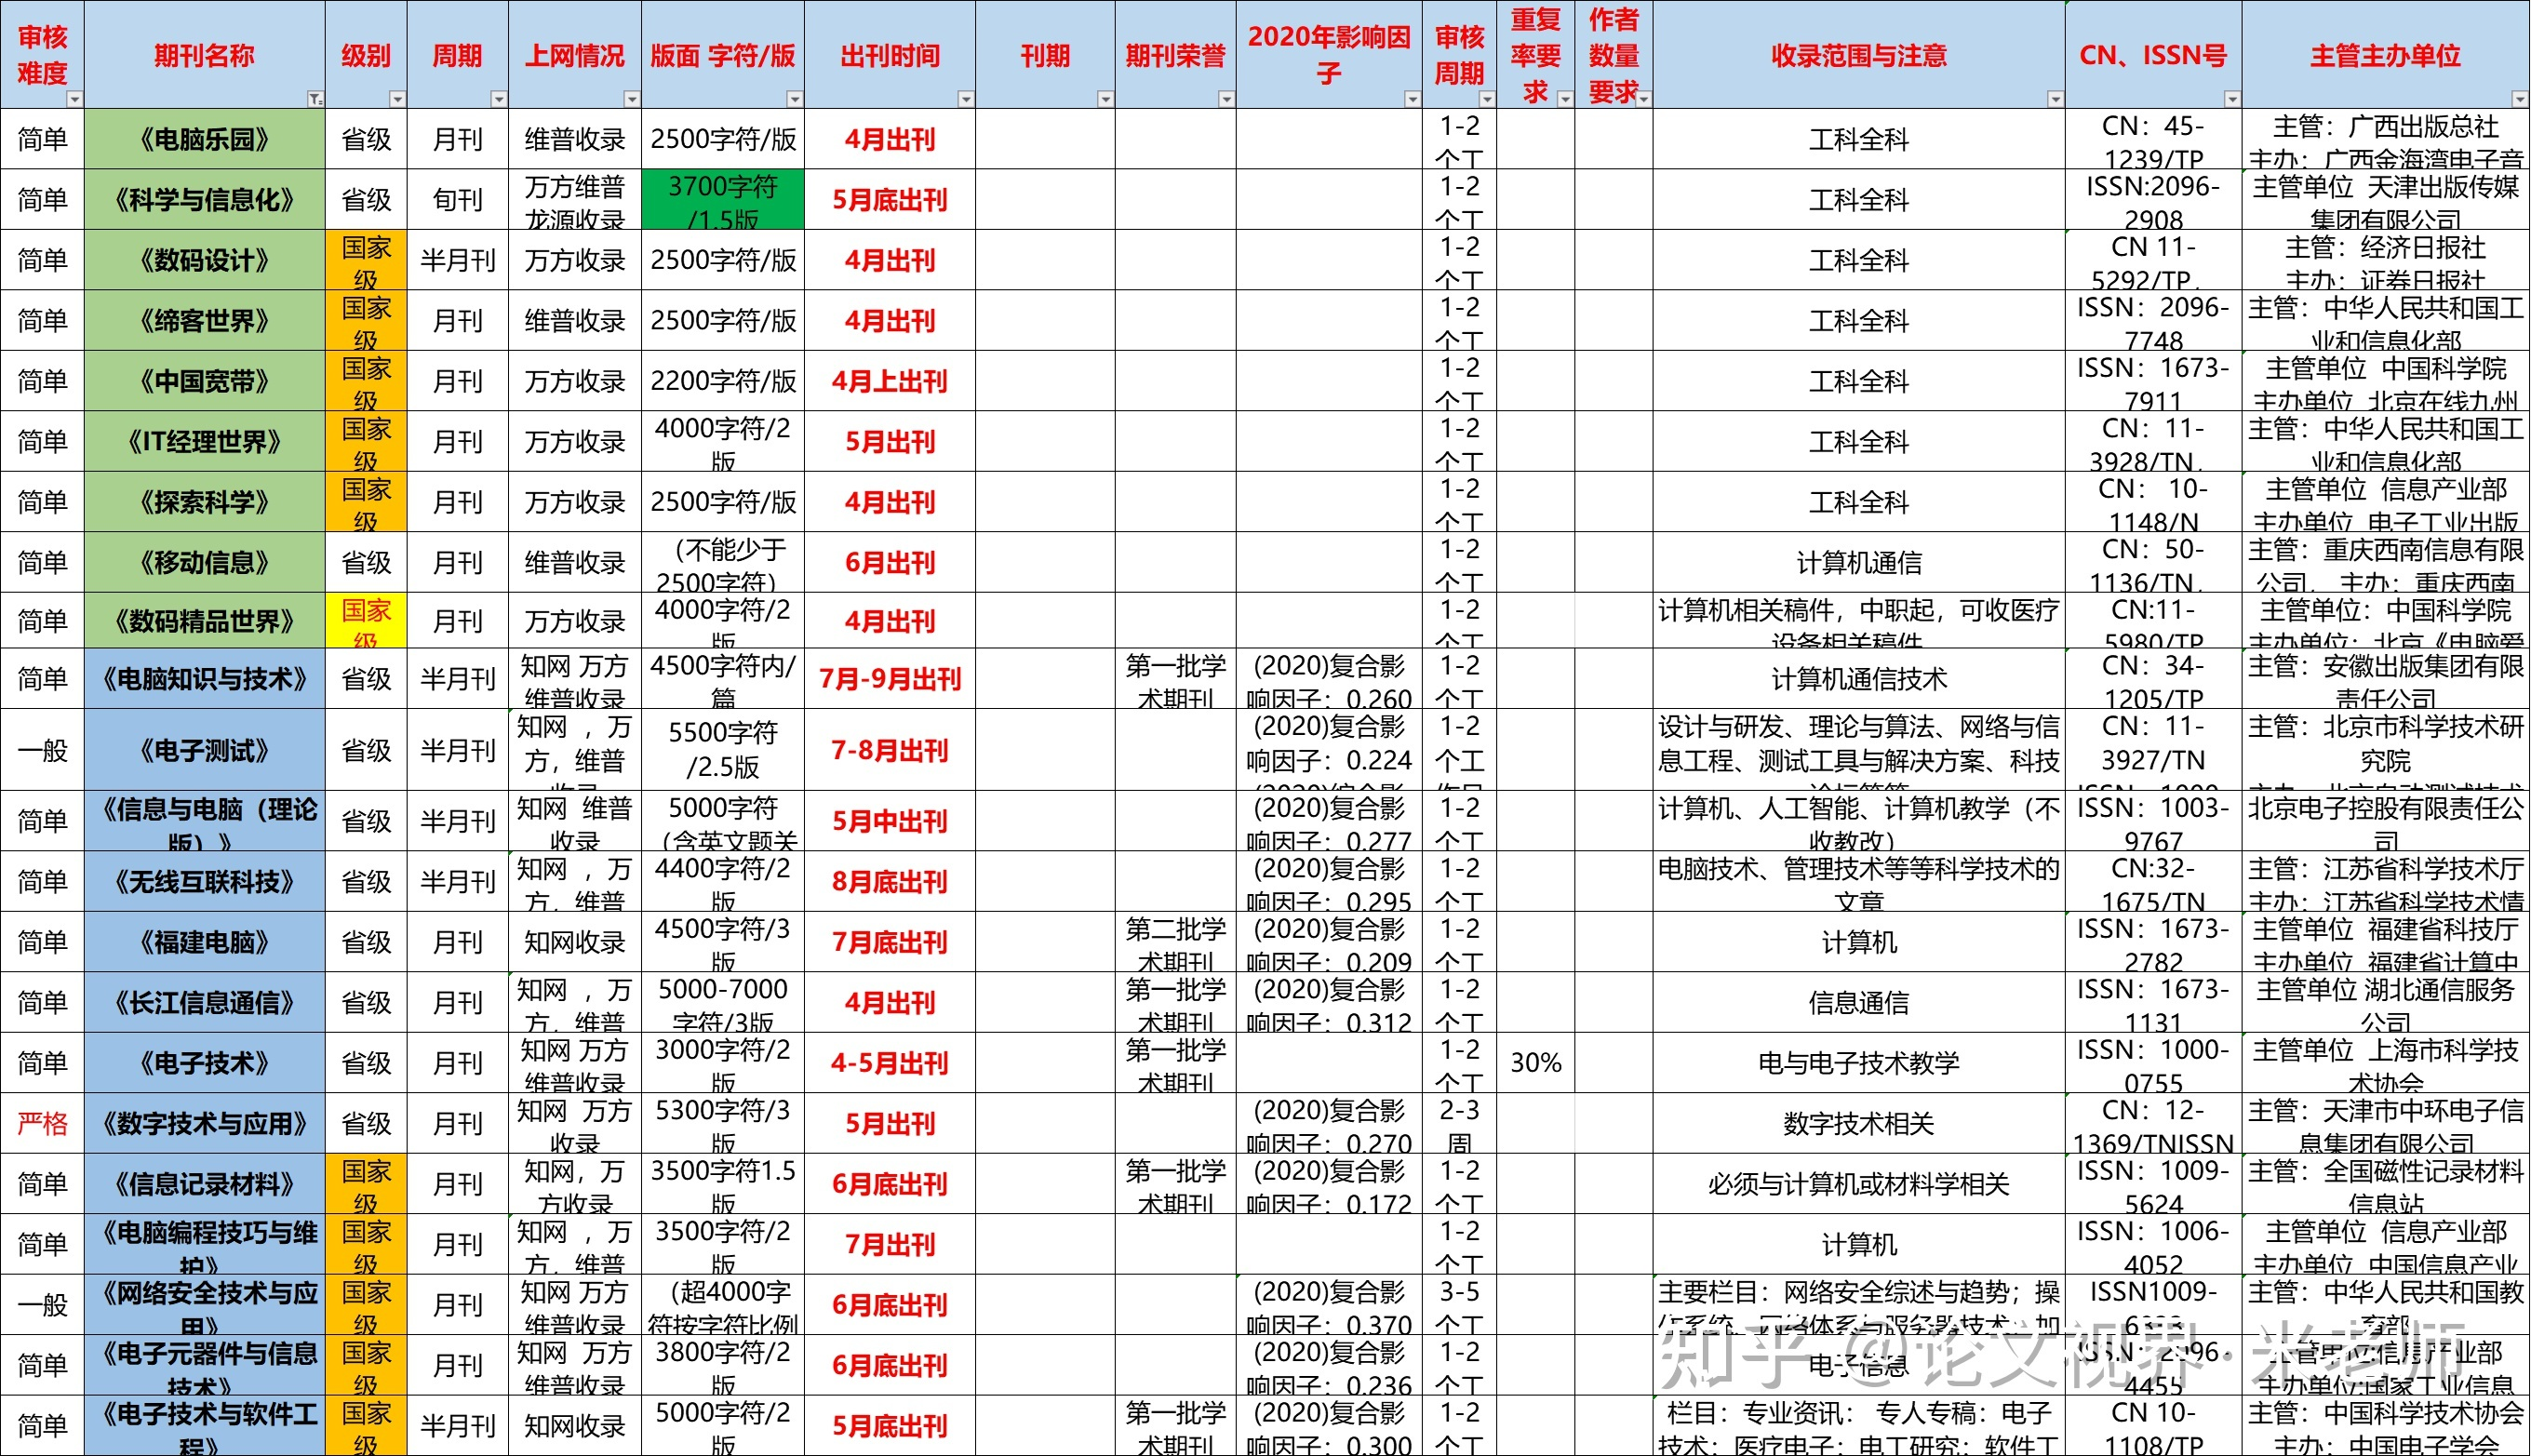 审核难度 期刊名称 级别 周期 上网情况 版面 字符/版 出刊时间 刊期 期刊荣誉 2020年影响因子 审核周期 重复率要求 作者数量要求 收录范围与注意 CN、ISSN号 主管主办单位
简单 《电脑乐园》 省级 月刊 维普收录 2500字符/版 4月出刊 1-2个工 工科全科 CN：45-1239/TP 主管：广西出版总社 主办：广西金海湾电子音
简单 《科学与信息化》 省级 旬刊 万方维普龙源收录 3700字符/1.5版 5月底出刊 1-2个工 工科全科 ISSN:2096-2908 主管单位 天津出版传媒集团有限公司
简单 《数码设计》 国家级 半月刊 万方收录 2500字符/版 4月出刊 1-2个工 工科全科 CN 11-5292/TP， 主管：经济日报社 主办：证券日报社
简单 《缔客世界》 国家级 月刊 维普收录 2500字符/版 4月出刊 1-2个工 工科全科 ISSN：2096-7748 主管：中华人民共和国工业和信息化部
简单 《中国宽带》 国家级 月刊 万方收录 2200字符/版 4月上出刊 1-2个工 工科全科 ISSN：1673-7911 主管单位 中国科学院 主办单位 北京在线九州
简单 《IT经理世界》 国家级 月刊 万方收录 4000字符/2版 5月出刊 1-2个工 工科全科 CN：11-3928/TN， 主管：中华人民共和国工业和信息化部
简单 《探索科学》 国家级 月刊 万方收录 2500字符/版 4月出刊 1-2个工 工科全科 CN： 10-1148/N 主管单位 信息产业部 主办单位 电子工业出版
简单 《移动信息》 省级 月刊 维普收录 （不能少于2500字符） 6月出刊 1-2个工 计算机通信 CN：50-1136/TN， 主管：重庆西南信息有限公司， 主办：重庆西南
简单 《数码精品世界》 国家级 月刊 万方收录 4000字符/2版 4月出刊 1-2个工 计算机相关稿件，中职起，可收医疗设备相关稿件 CN:11-5980/TP 主管单位：中国科学院 主办单位：北京《电脑爱
简单 《电脑知识与技术》 省级 半月刊 知网 万方 维普收录 4500字符内/篇 7月-9月出刊 第一批学术期刊 (2020)复合影响因子：0.260 1-2个工 计算机通信技术 CN：34-1205/TP 主管：安徽出版集团有限责任公司
一般 《电子测试》 省级 半月刊 知网 ，万方，维普 5500字符/2.5版 7-8月出刊 (2020)复合影响因子：0.224 1-2个工 设计与研发、理论与算法、网络与信息工程、测试工具与解决方案、科技 CN：11-3927/TN 主管：北京市科学技术研究院
简单 《信息与电脑（理论版）》 省级 半月刊 知网 维普收录 5000字符（含英文题关 5月中出刊 (2020)复合影响因子：0.277 1-2个工 计算机、人工智能、计算机教学（不收教改） ISSN：1003-9767 北京电子控股有限责任公司
简单 《无线互联科技》 省级 半月刊 知网 ，万方，维普 4400字符/2版 8月底出刊 (2020)复合影响因子：0.295 1-2个工 电脑技术、管理技术等等科学技术的文章 CN:32-1675/TN 主管：江苏省科学技术厅 主办：江苏省科学技术情
简单 《福建电脑》 省级 月刊 知网收录 4500字符/3版 7月底出刊 第二批学术期刊 (2020)复合影响因子：0.209 1-2个工 计算机 ISSN：1673-2782 主管单位 福建省科技厅 主办单位 福建省计算中
简单 《长江信息通信》 省级 月刊 知网 ，万方，维普 5000-7000字符/3版 4月出刊 第一批学术期刊 (2020)复合影响因子：0.312 1-2个工 信息通信 ISSN：1673-1131 主管单位 湖北通信服务公司
简单 《电子技术》 省级 月刊 知网 万方 维普收录 3000字符/2版 4-5月出刊 第一批学术期刊 1-2个工 30% 电与电子技术教学 ISSN：1000-0755 主管单位 上海市科学技术协会
严格 《数字技术与应用》 省级 月刊 知网 万方收录 5300字符/3版 5月出刊 (2020)复合影响因子：0.270 2-3周 数字技术相关 CN：12-1369/TNISSN 主管：天津市中环电子信息集团有限公司
简单 《信息记录材料》 国家级 月刊 知网，万方收录 3500字符1.5版 6月底出刊 第一批学术期刊 (2020)复合影响因子：0.172 1-2个工 必须与计算机或材料学相关 ISSN：1009-5624 主管：全国磁性记录材料信息站
简单 《电脑编程技巧与维护》 国家级 月刊 知网 ，万方，维普 3500字符/2版 7月出刊 1-2个工 计算机 ISSN：1006-4052 主管单位 信息产业部 主办单位 中国信息产业
一般 《网络安全技术与应用》 国家级 月刊 知网 万方 维普收录 （超4000字符按字符比例 6月底出刊 (2020)复合影响因子：0.370 3-5 主要栏目：网络安全综述与趋势；操作系统、网络体系与服务器技术；加 ISSN1009- 主管：中华人民共和国教育部
简单 《电子元器件与信息技术》 国家级 月刊 知网 万方 维普收录 3800字符/2版 6月底出刊 (2020)复合影响因子：0.236 1-2个工 电子信息 ISSN：2096-4455 主管单位:信息产业部 主办单位:国家工业信息
简单 《电子技术与软件工程》 国家级 半月刊 知网收录 5000字符/2版 5月底出刊 第一批学术期刊 (2020)复合影响因子：0.300 1-2个工 栏目：专业资讯： 专人专稿：电子技术：医疗电子：电工研究：软件工 CN 10-1108/TP 主管：中国科学技术协会 主办：中国电子学会
知乎 @论文视界·米老师